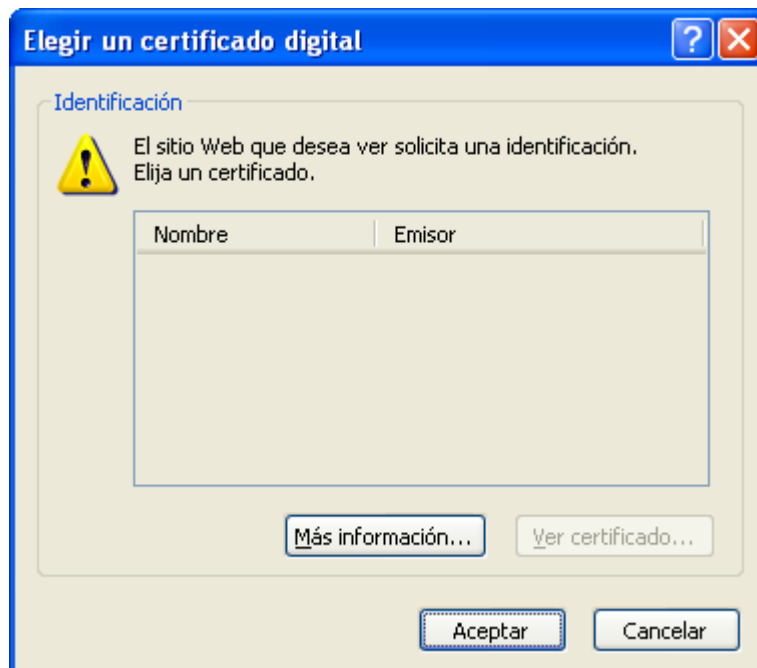 Elegir un certificado digital
Identificación
El sitio Web que desea ver solicita una identificación.
Elija un certificado.
Nombre Emisor
Más información... Ver certificado...
Aceptar Cancelar